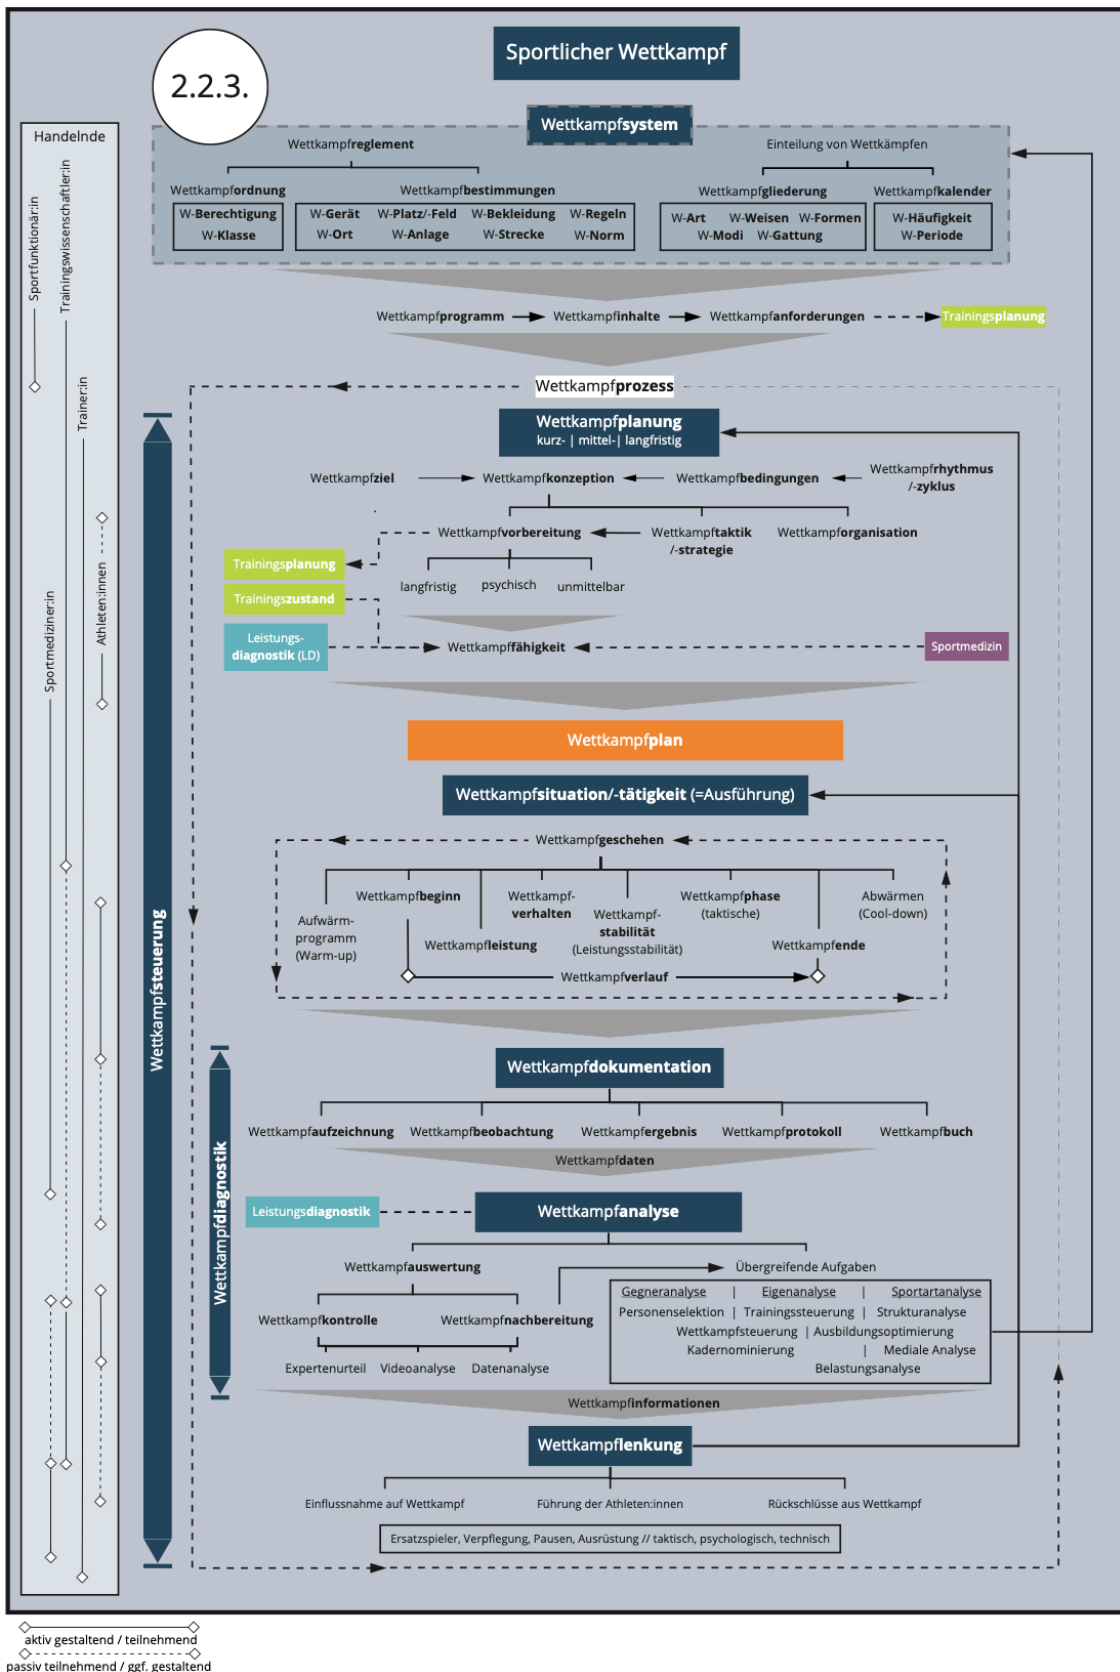 Sportlicher Wettkampf
2.2.3.
Handelnde
Sportfunktionär:in
Trainingswissenschaftler:in
Trainer:in
Athleten:innen
Sportmediziner:in
Wettkampfsystem
Wettkampfreglement
Einteilung von Wettkämpfen
Wettkampfordnung
Wettkampfbestimmungen
Wettkampfgliederung
Wettkampfkalender
W-Berechtigung
W-Klasse
W-Gerät W-Platz/-Feld W-Bekleidung W-Regeln
W-Ort W-Anlage W-Strecke W-Norm
W-Art W-Weisen W-Formen
W-Modi W-Gattung
W-Häufigkeit
W-Periode
Wettkampfprogramm Wettkampfinhalte Wettkampfanforderungen Trainingsplanung
Wettkampfprozess
Wettkampfsteuerung
Wettkampfplanung
kurz- | mittel-| langfristig
Wettkampfziel Wettkampfkonzeption Wettkampfbedingungen Wettkampfrhythmus
/-zyklus
Wettkampfvorbereitung Wettkampftaktik Wettkampforganisation
/-strategie
Trainingsplanung
langfristig psychisch unmittelbar
Trainingszustand
Leistungs-
diagnostik (LD)
Wettkampffähigkeit
Sportmedizin
Wettkampfplan
Wettkampfsituation/-tätigkeit (=Ausführung)
Wettkampfgeschehen
Aufwärm-
programm
(Warm-up)
Wettkampfbeginn
Wettkampfleistung
Wettkampf-
verhalten
Wettkampf-
stabilität
(Leistungsstabilität)
Wettkampfphase
(taktische)
Wettkampfende
Abwärmen
(Cool-down)
Wettkampfverlauf
Wettkampfdiagnostik
Wettkampfdokumentation
Wettkampfaufzeichnung Wettkampfbeobachtung Wettkampfergebnis Wettkampfprotokoll Wettkampfbuch
Wettkampfdaten
Leistungsdiagnostik
Wettkampfanalyse
Wettkampfauswertung
Übergreifende Aufgaben
Wettkampfkontrolle Wettkampfnachbereitung
Expertenurteil Videoanalyse Datenanalyse
Gegneranalyse | Eigenanalyse | Sportartanalyse
Personenselektion | Trainingssteuerung | Strukturanalyse
Wettkampfsteuerung | Ausbildungsoptimierung
Kadernominierung | Mediale Analyse
Belastungsanalyse
Wettkampfinformationen
Wettkampflenkung
Einflussnahme auf Wettkampf Führung der Athleten:innen Rückschlüsse aus Wettkampf
Ersatzspieler, Verpflegung, Pausen, Ausrüstung // taktisch, psychologisch, technisch
aktiv gestaltend / teilnehmend
passiv teilnehmend / ggf. gestaltend